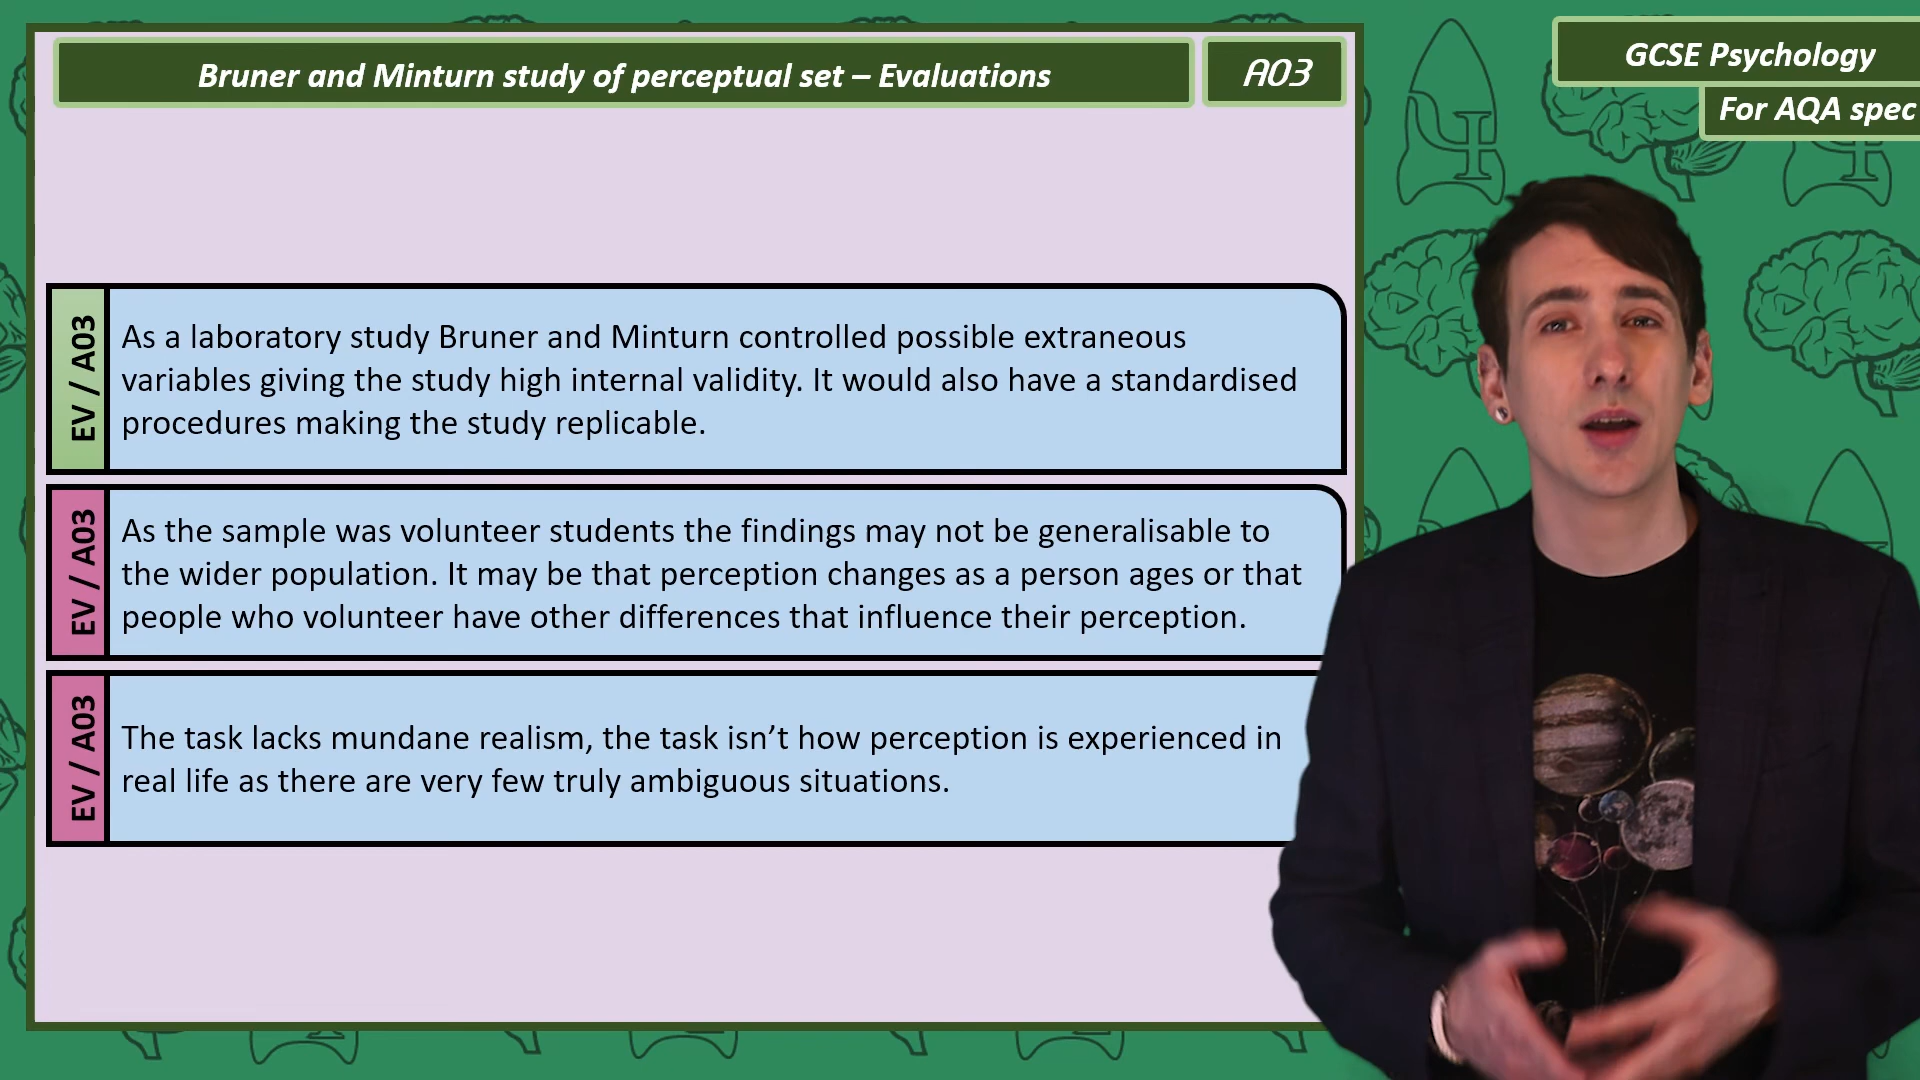 Bruner and Minturn study of perceptual set – Evaluations
AO3
GCSE Psychology
For AQA spec
EV / A03
As a laboratory study Bruner and Minturn controlled possible extraneous
variables giving the study high internal validity. It would also have a standardised
procedures making the study replicable.
EV / A03
As the sample was volunteer students the findings may not be generalisable to
the wider population. It may be that perception changes as a person ages or that
people who volunteer have other differences that influence their perception.
EV / A03
The task lacks mundane realism, the task isn’t how perception is experienced in
real life as there are very few truly ambiguous situations.